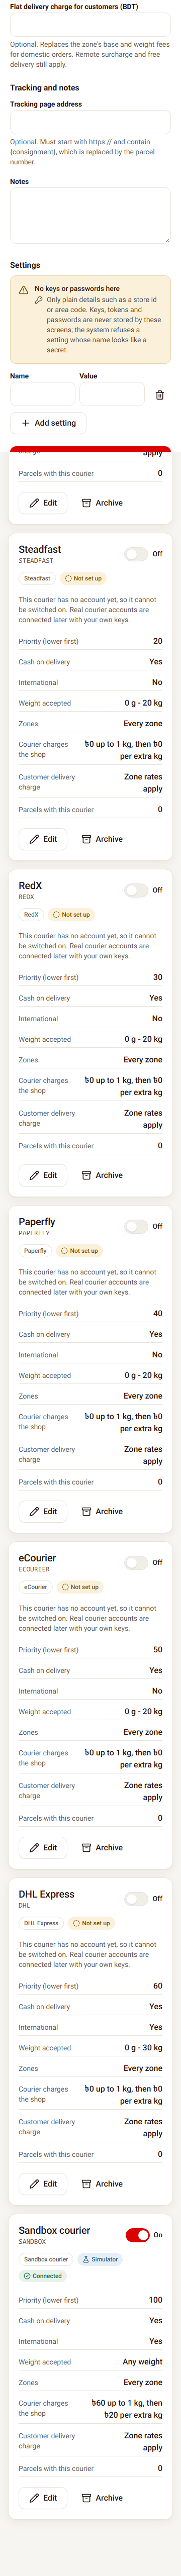 Flat delivery charge for customers (BDT)
Optional. Replaces the zone's base and weight fees
for domestic orders. Remote surcharge and free
delivery still apply.
Tracking and notes
Tracking page address
Optional. Must start with https:// and contain
{consignment}, which is replaced by the parcel
number.
Notes
Settings
No keys or passwords here
Only plain details such as a store id
or area code. Keys, tokens and
passwords are never stored by these
screens; the system refuses a
setting whose name looks like a
secret.
Name Value
Add setting
apply
Parcels with this courier 0
Edit Archive
Steadfast Off
STEADFAST
Steadfast Not set up
This courier has no account yet, so it cannot
be switched on. Real courier accounts are
connected later with your own keys.
Priority (lower first) 20
Cash on delivery Yes
International No
Weight accepted 0 g - 20 kg
Zones Every zone
Courier charges ৳0 up to 1 kg, then ৳0
the shop per extra kg
Customer delivery Zone rates
charge apply
Parcels with this courier 0
Edit Archive
RedX Off
REDX
RedX Not set up
This courier has no account yet, so it cannot
be switched on. Real courier accounts are
connected later with your own keys.
Priority (lower first) 30
Cash on delivery Yes
International No
Weight accepted 0 g - 20 kg
Zones Every zone
Courier charges ৳0 up to 1 kg, then ৳0
the shop per extra kg
Customer delivery Zone rates
charge apply
Parcels with this courier 0
Edit Archive
Paperfly Off
PAPERFLY
Paperfly Not set up
This courier has no account yet, so it cannot
be switched on. Real courier accounts are
connected later with your own keys.
Priority (lower first) 40
Cash on delivery Yes
International No
Weight accepted 0 g - 20 kg
Zones Every zone
Courier charges ৳0 up to 1 kg, then ৳0
the shop per extra kg
Customer delivery Zone rates
charge apply
Parcels with this courier 0
Edit Archive
eCourier Off
ECOURIER
eCourier Not set up
This courier has no account yet, so it cannot
be switched on. Real courier accounts are
connected later with your own keys.
Priority (lower first) 50
Cash on delivery Yes
International No
Weight accepted 0 g - 20 kg
Zones Every zone
Courier charges ৳0 up to 1 kg, then ৳0
the shop per extra kg
Customer delivery Zone rates
charge apply
Parcels with this courier 0
Edit Archive
DHL Express Off
DHL
DHL Express Not set up
This courier has no account yet, so it cannot
be switched on. Real courier accounts are
connected later with your own keys.
Priority (lower first) 60
Cash on delivery Yes
International Yes
Weight accepted 0 g - 30 kg
Zones Every zone
Courier charges ৳0 up to 1 kg, then ৳0
the shop per extra kg
Customer delivery Zone rates
charge apply
Parcels with this courier 0
Edit Archive
Sandbox courier On
SANDBOX
Sandbox courier Simulator
Connected
Priority (lower first) 100
Cash on delivery Yes
International Yes
Weight accepted Any weight
Zones Every zone
Courier charges ৳60 up to 1 kg, then
the shop ৳20 per extra kg
Customer delivery Zone rates
charge apply
Parcels with this courier 0
Edit Archive